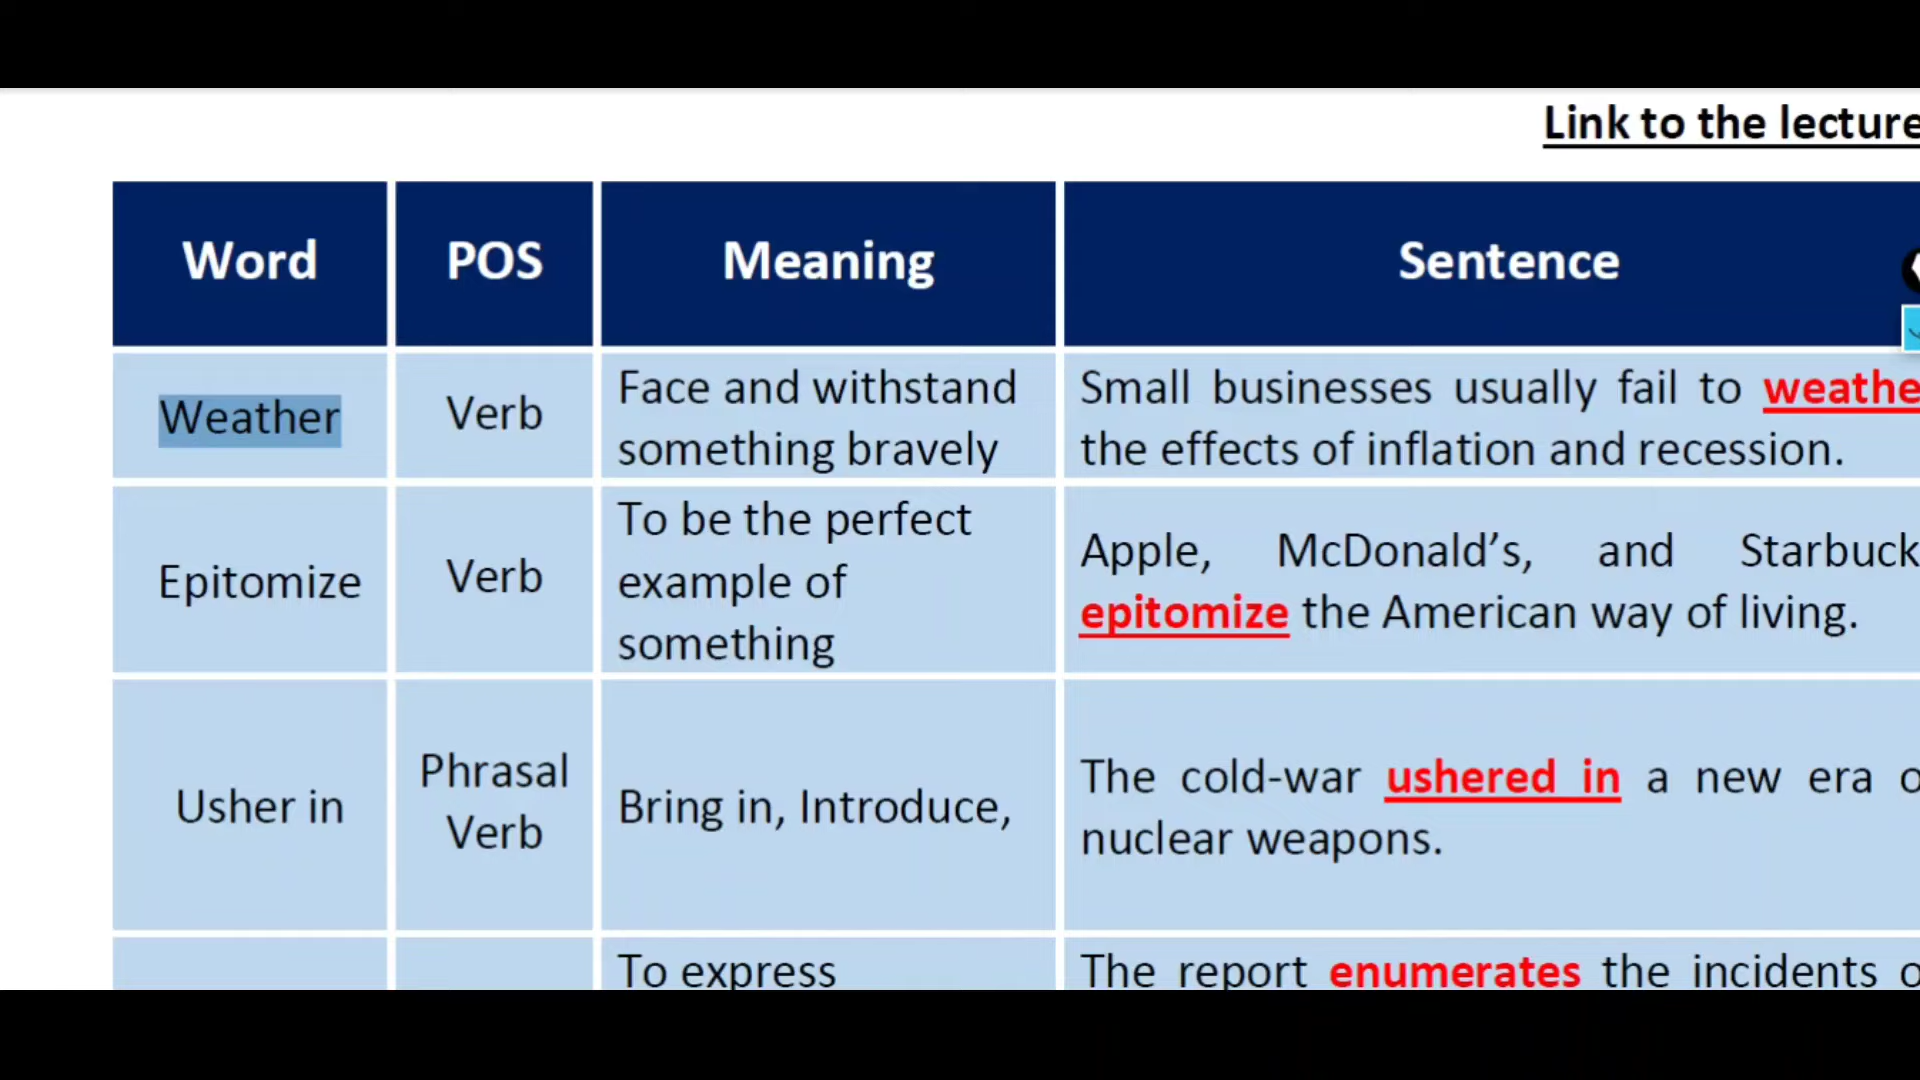 Link to the lecture
Word POS Meaning Sentence
Weather Verb Face and withstand something bravely Small businesses usually fail to weathe
the effects of inflation and recession.
Epitomize Verb To be the perfect
example of
something
Apple, McDonald’s, and Starbuck
epitomize the American way of living.
Usher in Phrasal
Verb
Bring in, Introduce,
The cold-war ushered in a new era o
nuclear weapons.
To express
The report enumerates the incidents o